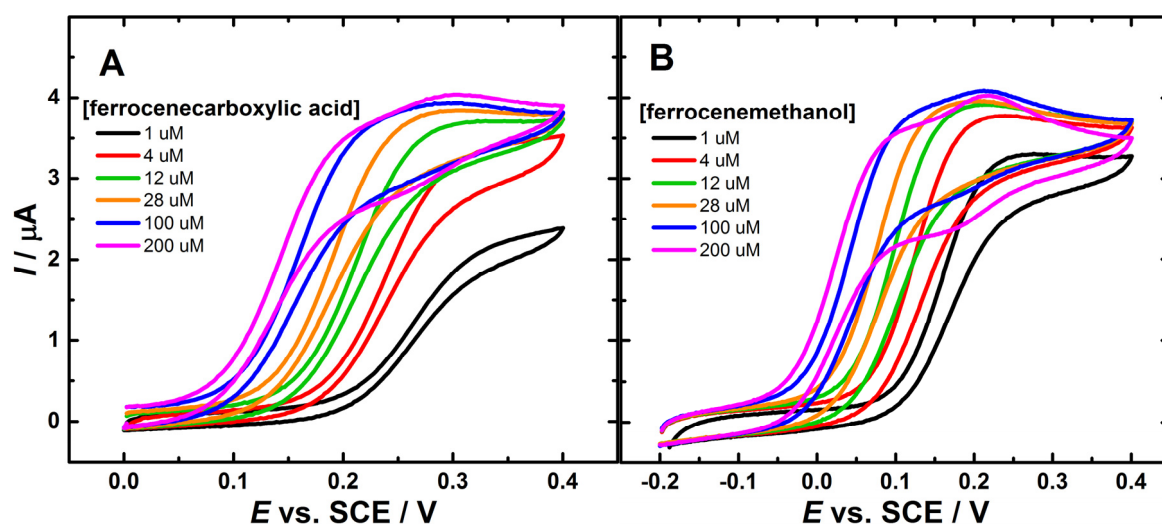 A
[ferrocenecarboxylic acid]
1 uM
4 uM
12 uM
28 uM
100 uM
200 uM
I / μA
4
3
2
1
0
0.0 0.1 0.2 0.3 0.4
E vs. SCE / V
B
[ferrocenemethanol]
1 uM
4 uM
12 uM
28 uM
100 uM
200 uM
-0.2 -0.1 0.0 0.1 0.2 0.3 0.4
E vs. SCE / V